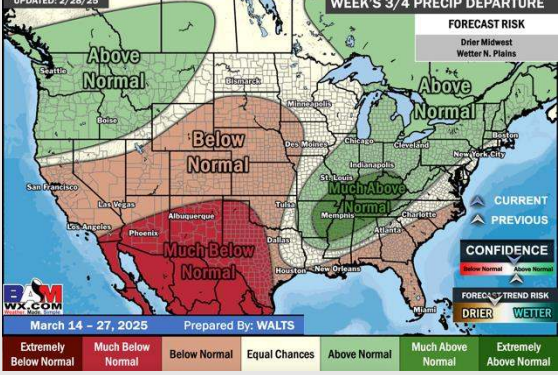 UPDATED: 2/28/25
WEEK'S 3/4 PRECIP DEPARTURE
FORECAST RISK
Drier Midwest
Wetter N. Plains
Above
Normal
Seattle
Bismarck
Above
Normal
Minneapolis
Boise
Boston
Below
Normal
Des Moines
Chicago
Cleveland
New York City
Indianapolis
San Francisco
St. Louis
Much Above
Normal
Las Vegas
Tulsa
Memphis
Charlotte
CURRENT
PREVIOUS
Los Angeles
Albuquerque
Phoenix
Atlanta
Dallas
Much Below
Normal
Houston
New Orleans
CONFIDENCE
Below Normal
Above Normal
BAM
WX.COM
Weather Made Simple
Miami
FORECAST TREND RISK
DRIER
WETTER
March 14 – 27, 2025
Prepared By: WALTS
Extremely
Below Normal
Much Below
Normal
Below Normal
Equal Chances
Above Normal
Much Above
Normal
Extremely
Above Normal